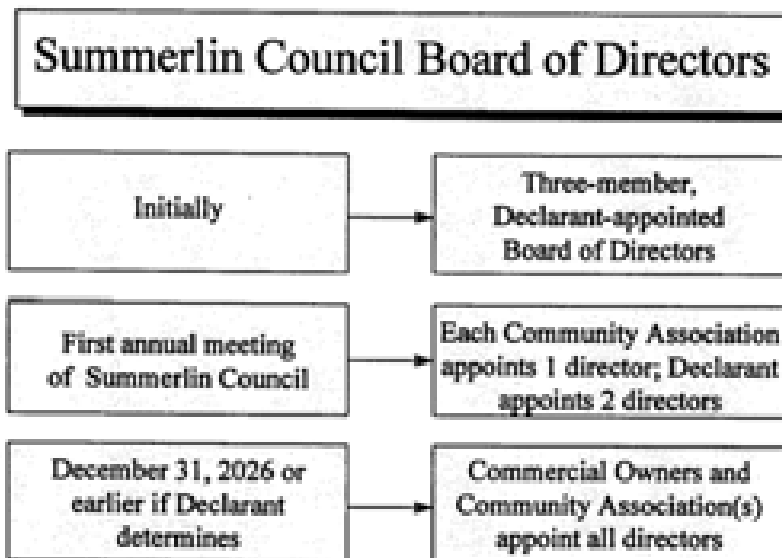 Summerlin Council Board of Directors
Initially
Three-member,
Declarant-appointed
Board of Directors
First annual meeting
of Summerlin Council
Each Community Association
appoints 1 director; Declarant
appoints 2 directors
December 31, 2026 or
earlier if Declarant
determines
Commercial Owners and
Community Association(s)
appoint all directors